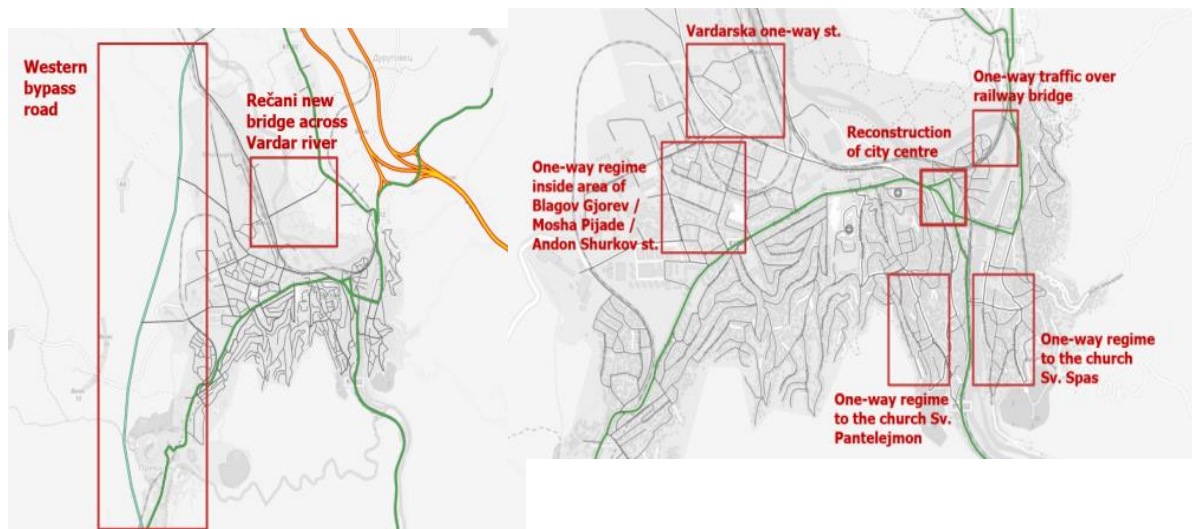 Western
bypass
road
Rečani new
bridge across
Vardar river
Vardarska one-way st.
One-way traffic over
railway bridge
Reconstruction
of city centre
One-way regime
inside area of
Blagov Gjorev /
Mosha Pijade /
Andon Shurkov st.
One-way regime
to the church
Sv. Spas
One-way regime
to the church Sv.
Pantelejmon